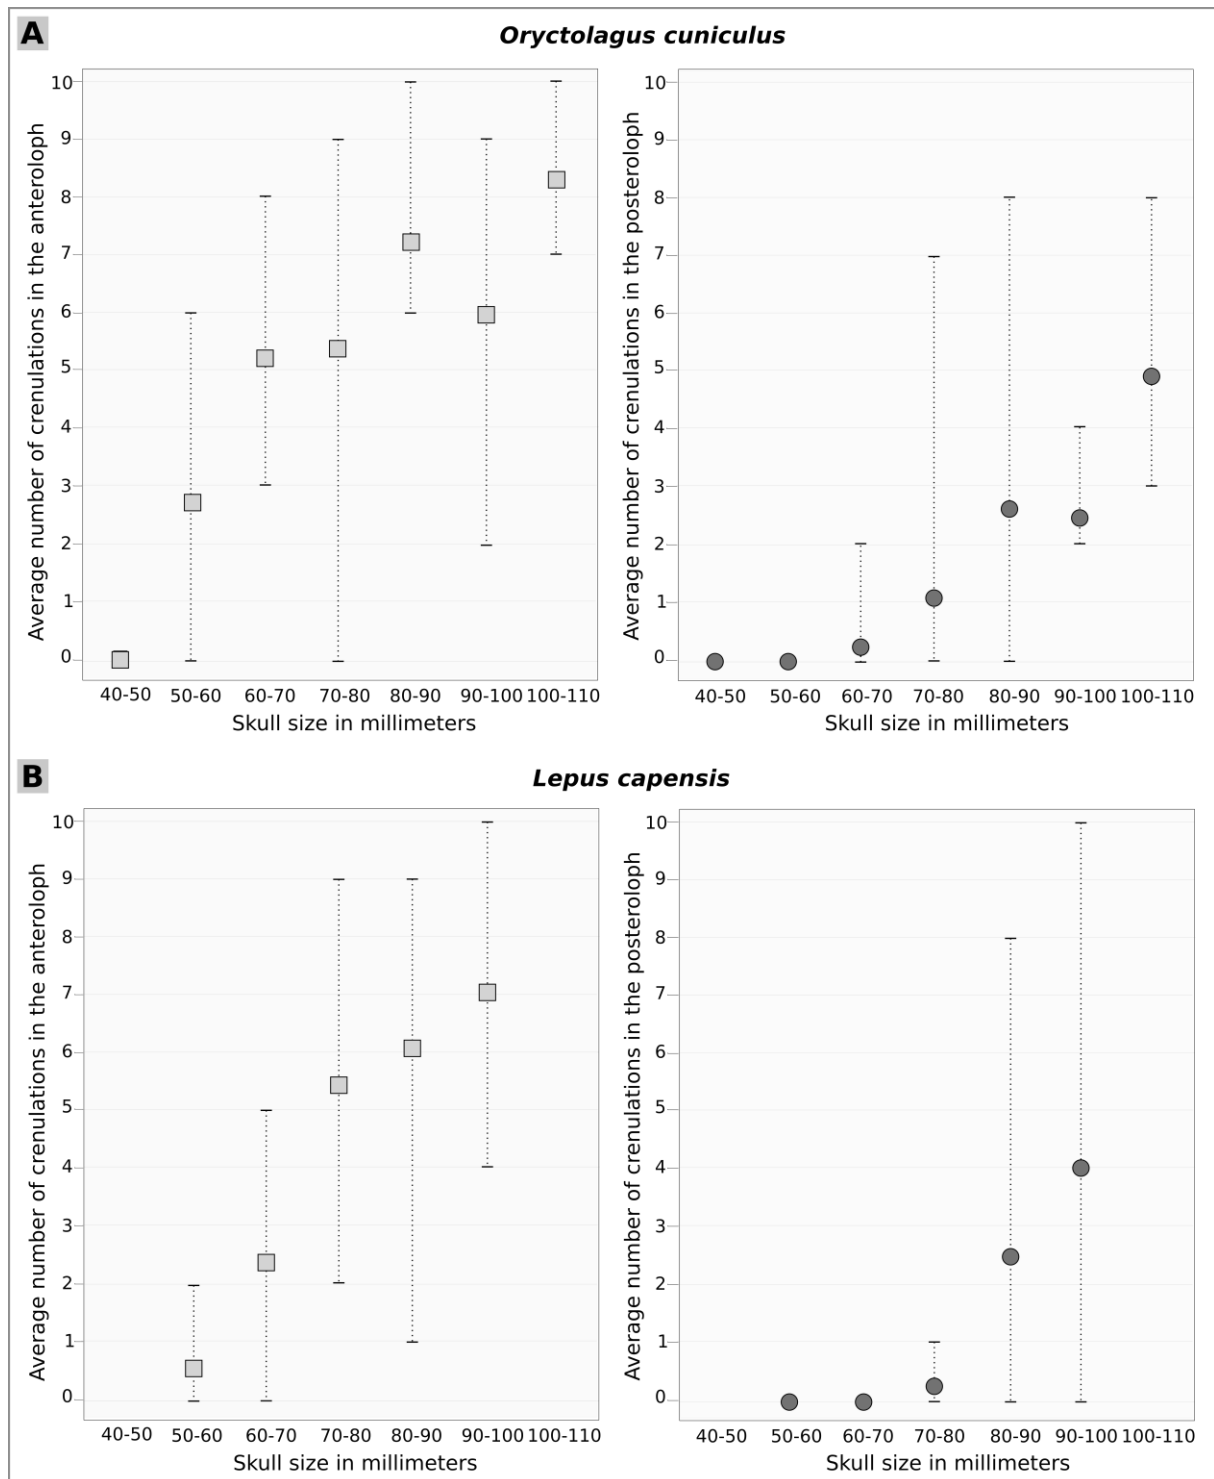 A
Oryctolagus cuniculus
Average number of crenulations in the anteroloph
10
9
8
7
6
5
4
3
2
1
0
40-50 50-60 60-70 70-80 80-90 90-100 100-110
Skull size in millimeters
Average number of crenulations in the posteroloph
10
9
8
7
6
5
4
3
2
1
0
40-50 50-60 60-70 70-80 80-90 90-100 100-110
Skull size in millimeters
B
Lepus capensis
Average number of crenulations in the anteroloph
10
9
8
7
6
5
4
3
2
1
0
40-50 50-60 60-70 70-80 80-90 90-100 100-110
Skull size in millimeters
Average number of crenulations in the posteroloph
10
9
8
7
6
5
4
3
2
1
0
40-50 50-60 60-70 70-80 80-90 90-100 100-110
Skull size in millimeters